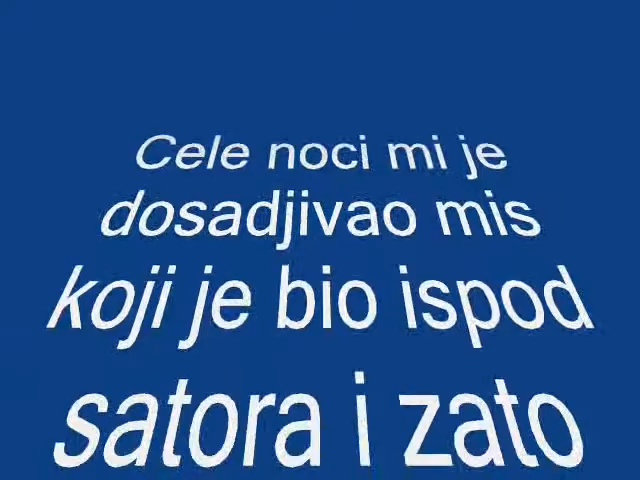 Cele noci mi je
dosadjivao mis
koji je bio ispod
satora i zato